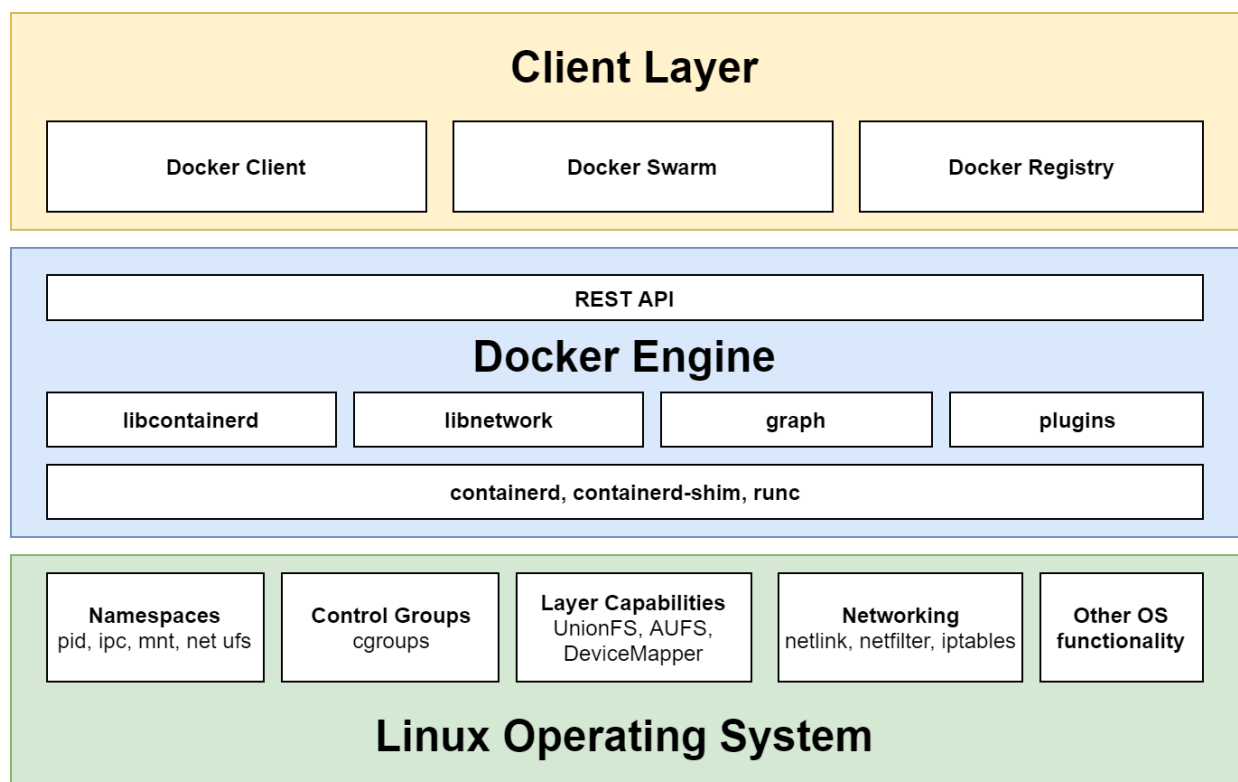 Client Layer
Docker Client
Docker Swarm
Docker Registry
REST API
Docker Engine
libcontainerd
libnetwork
graph
plugins
containerd, containerd-shim, runc
Namespaces
pid, ipc, mnt, net ufs
Control Groups
cgroups
Layer Capabilities
UnionFS, AUFS,
DeviceMapper
Networking
netlink, netfilter, iptables
Other OS
functionality
Linux Operating System